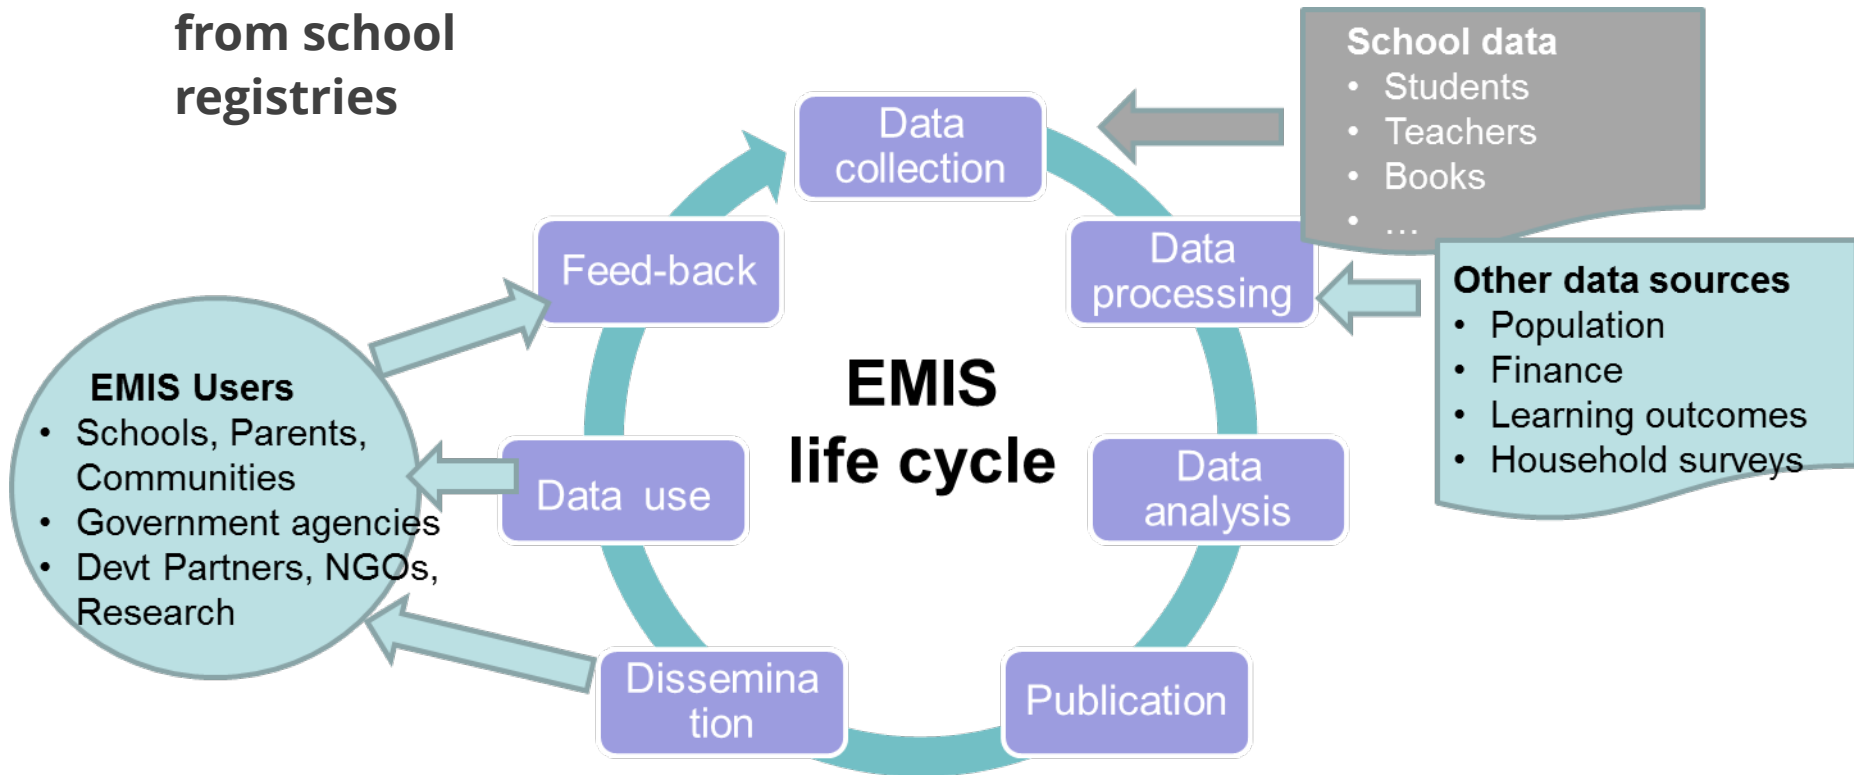 from school
registries
School data
• Students
• Teachers
• Books
• ...
Data
collection
Data
processing
Other data sources
• Population
• Finance
• Learning outcomes
• Household surveys
Feed-back
EMIS
life cycle
EMIS Users
• Schools, Parents,
Communities
• Government agencies
• Devt Partners, NGOs,
Research
Data use
Data
analysis
Dissemina
tion
Publication